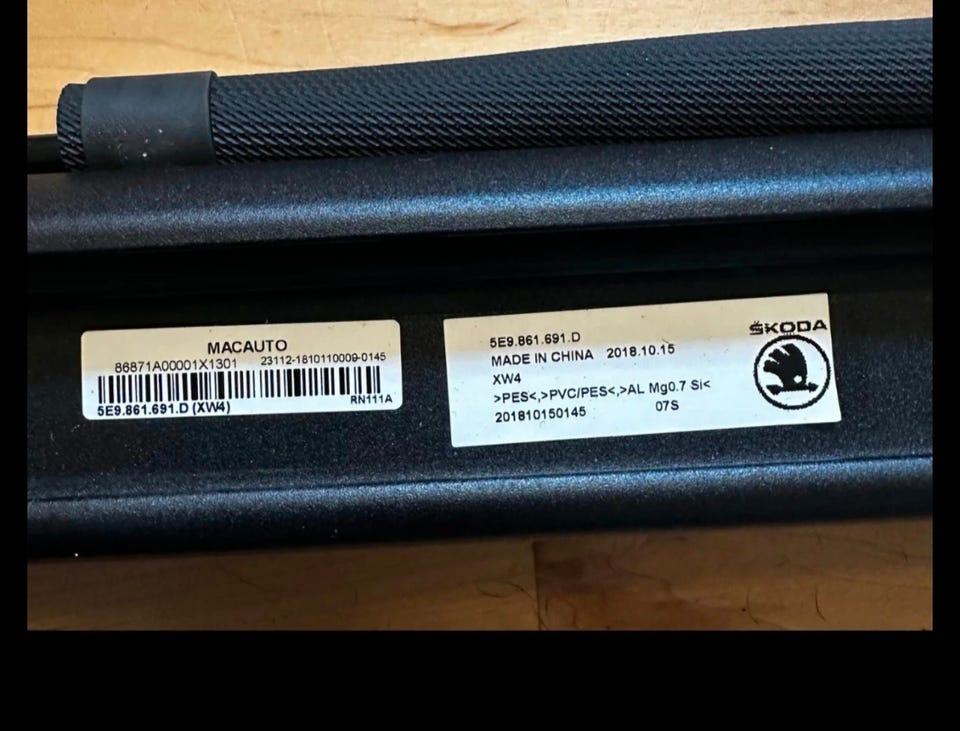 MACAUTO
86871A00001X1301 23112-1810110009-0145
RN111A
5E9.861.691.D (XW4)
ŠKODA
5E9.861.691.D
MADE IN CHINA 2018.10.15
XW4
>PES<,>PVC/PES<,>AL Mg0.7 Si<
201810150145 07S